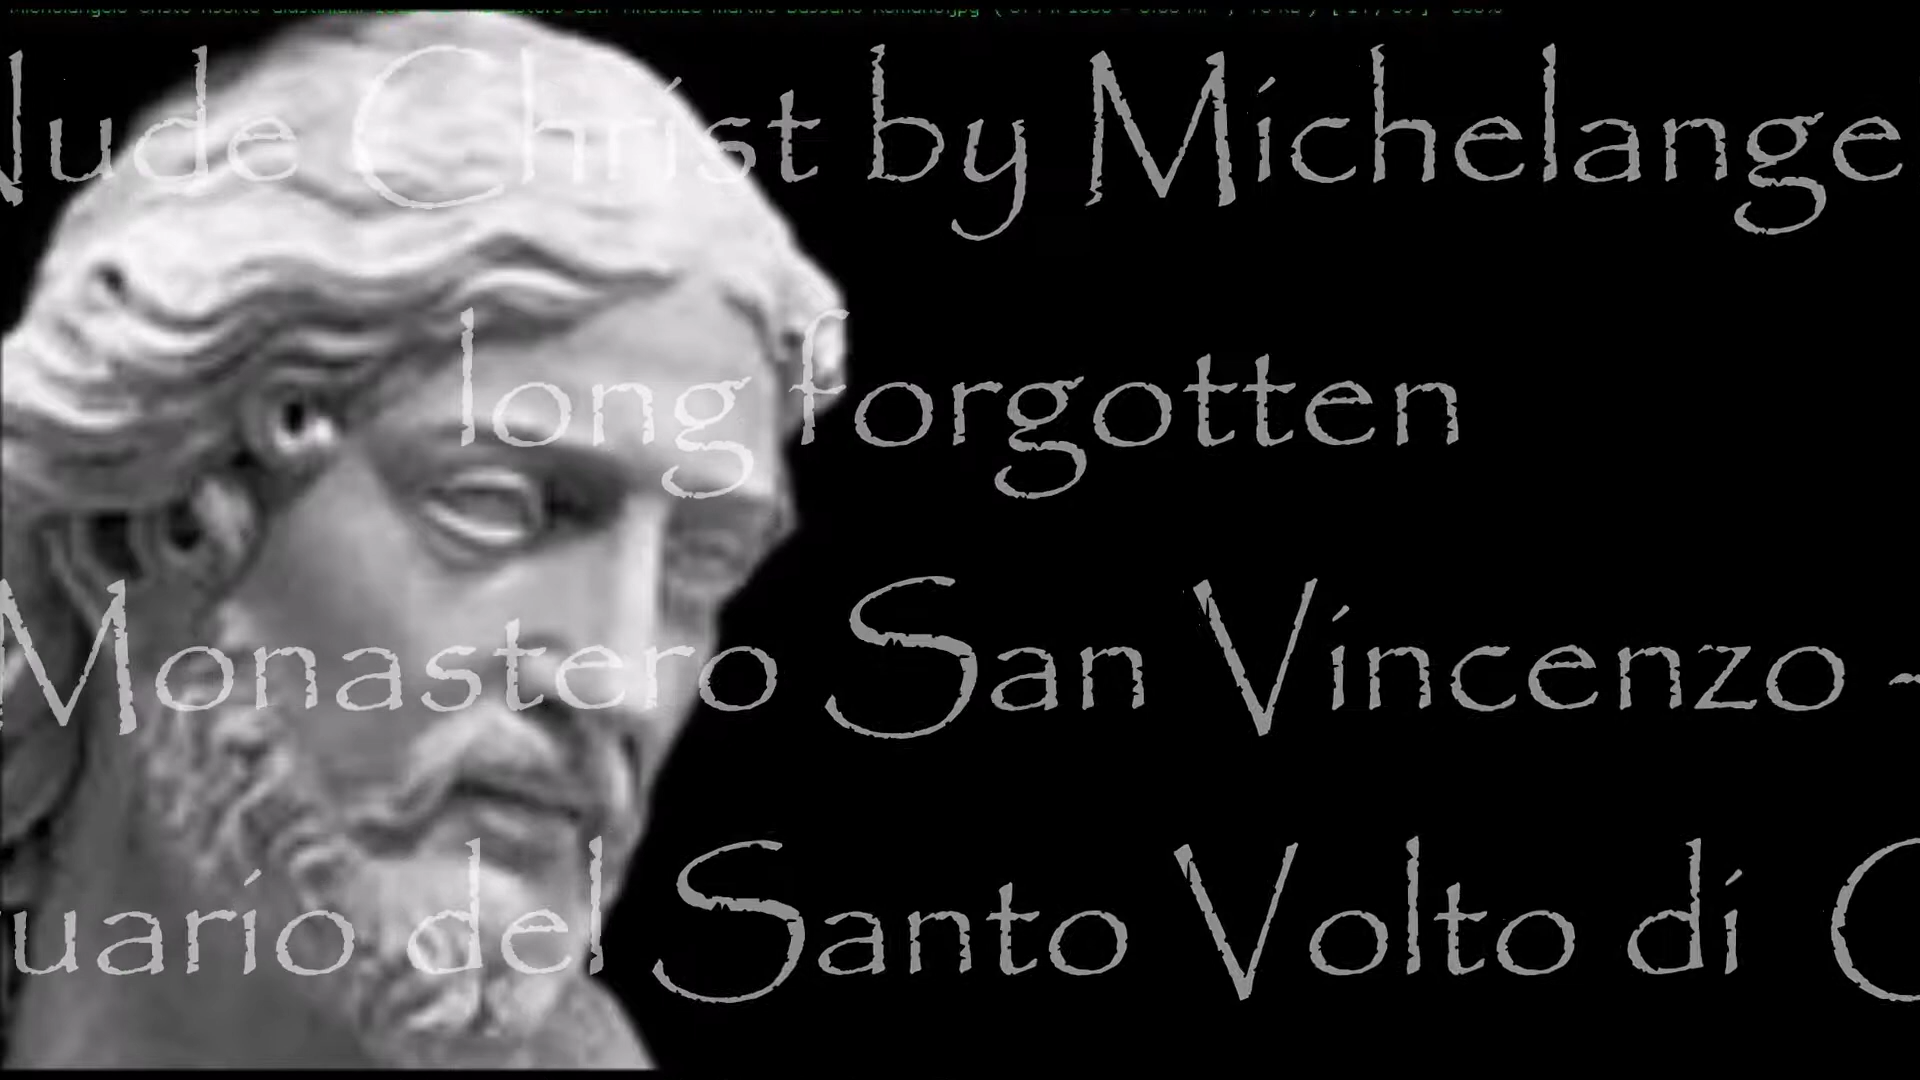 Nude Christ by Michelange
long forgotten
Monastero San Vincenzo -
uario del Santo Volto di